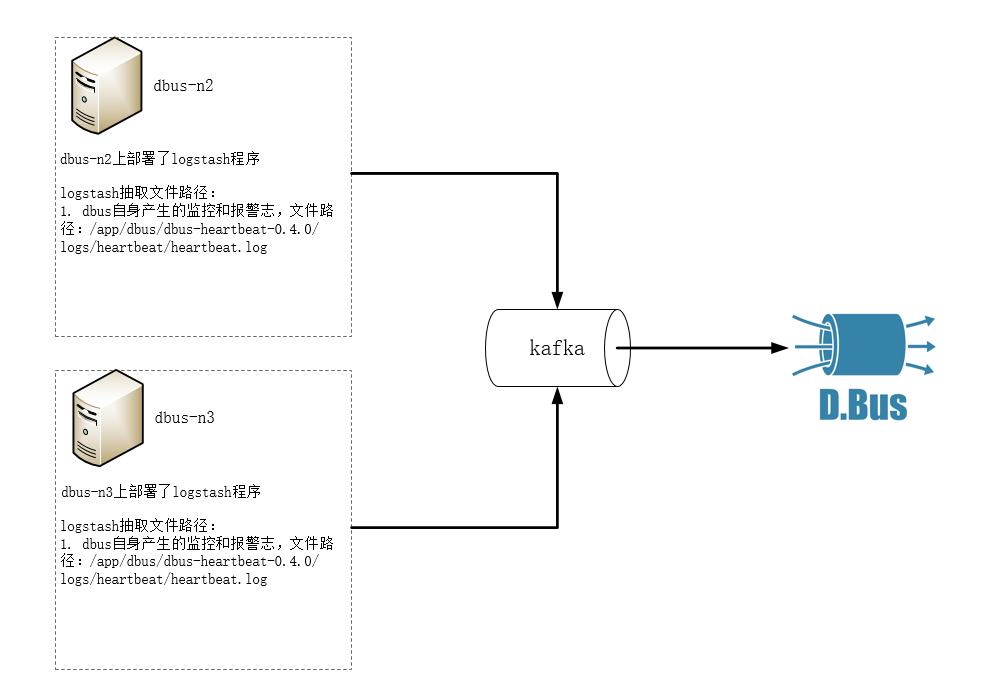 dbus-n2
dbus-n2上部署了logstash程序
logstash抽取文件路径：
1. dbus自身产生的监控和报警志，文件路
径：/app/dbus/dbus-heartbeat-0.4.0/
logs/heartbeat/heartbeat.log
kafka
D.Bus
dbus-n3
dbus-n3上部署了logstash程序
logstash抽取文件路径：
1. dbus自身产生的监控和报警志，文件路
径：/app/dbus/dbus-heartbeat-0.4.0/
logs/heartbeat/heartbeat.log